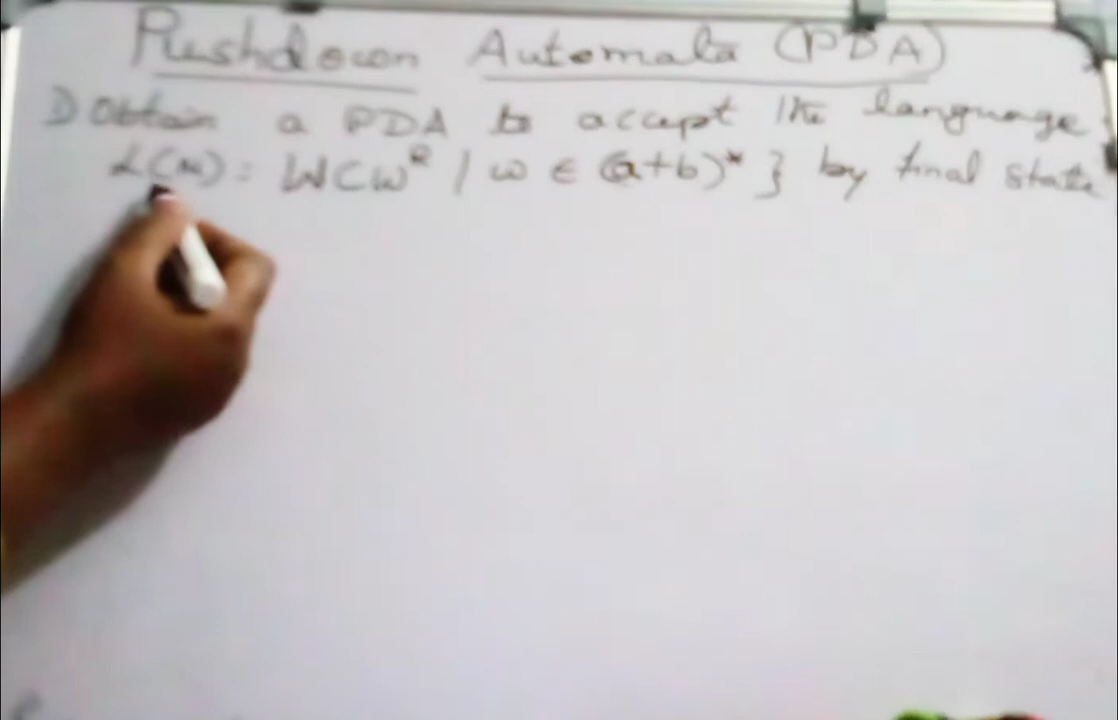 Pushdown Automata (PDA)
1) Obtain a PDA to accept the language
L(M) = WCW^R / w ∈ (a+b)* } by final state